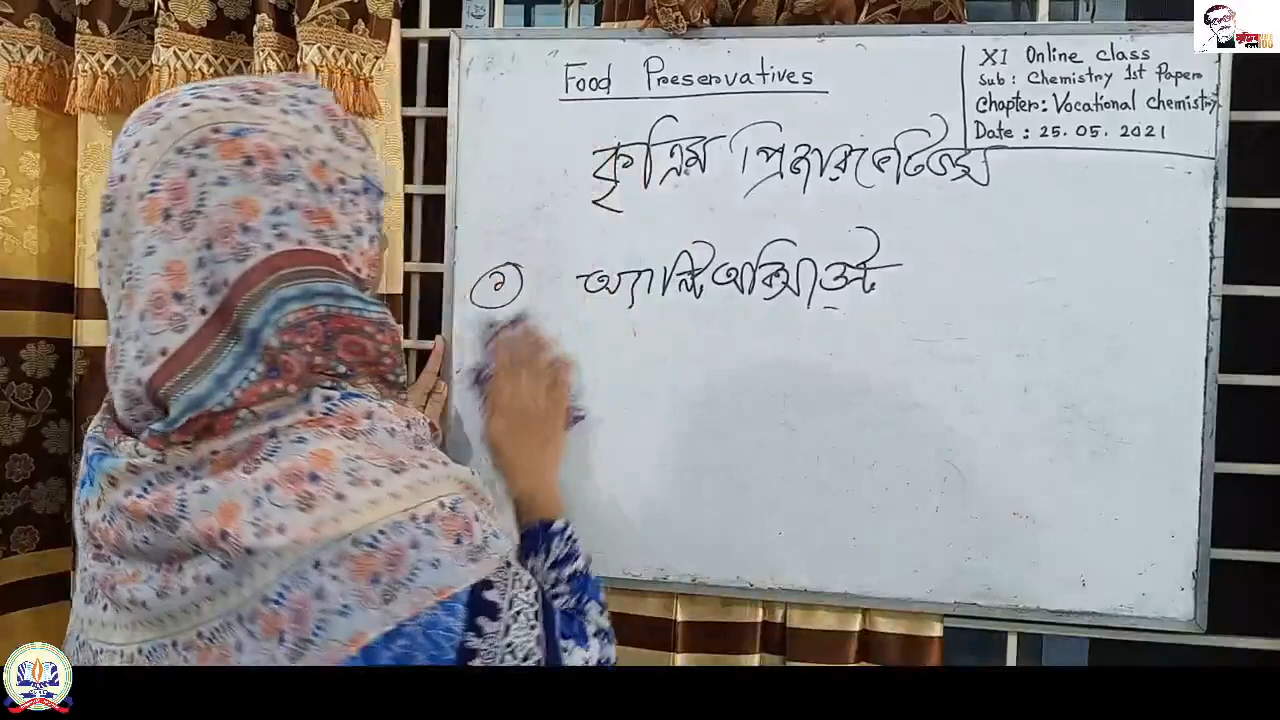 Food Preservatives
XI Online class
Sub: Chemistry 1st Paper
Chapter: Vocational chemistry
Date: 25.05.2021
কৃত্রিম প্রিজারভেটিভস
২ অ্যান্টিঅক্সিডেন্ট